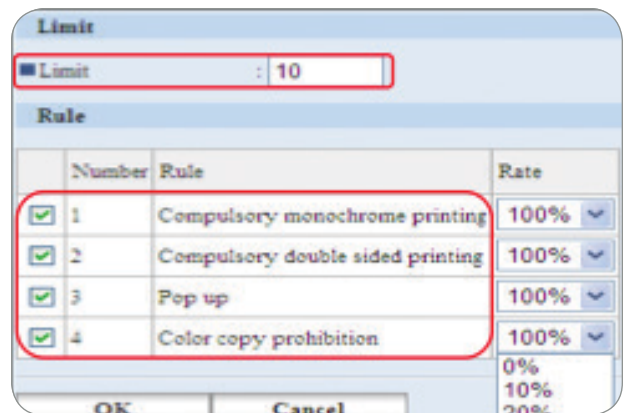 Limit
Limit : 10
Rule
Number Rule Rate
1 Compulsory monochrome printing 100%
2 Compulsory double sided printing 100%
3 Pop up 100%
4 Color copy prohibition 100%
0%
10%
OK Cancel 20%